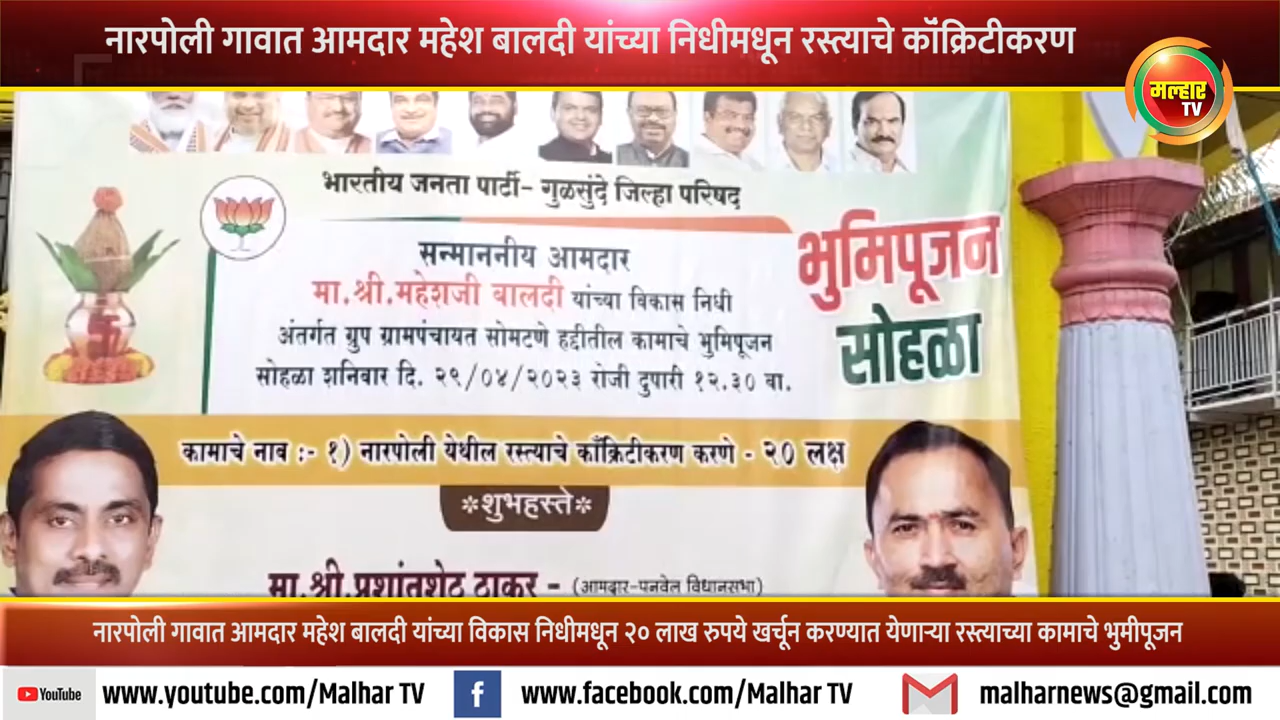 नारपोली गावात आमदार महेश बालदी यांच्या निधीमधून रस्त्याचे कॉंक्रिटीकरण
मल्हार
TV
भारतीय जनता पार्टी- गुळसुंदे जिल्हा परिषद
सन्माननीय आमदार
मा.श्री.महेशजी बालदी यांच्या विकास निधी
अंतर्गत ग्रुप ग्रामपंचायत सोमटणे हद्दीतील कामाचे भुमिपूजन
सोहळा शनिवार दि. २९/०४/२०२३ रोजी दुपारी १२.३० वा.
भुमिपूजन
सोहळा
कामाचे नाव :- १) नारपोली येथील रस्त्याचे काँक्रिटीकरण करणे - २० लक्ष
*शुभहस्ते*
मा.श्री.प्रशांतशेठ ठाकुर - (आमदार-पनवेल विधानसभा)
नारपोली गावात आमदार महेश बालदी यांच्या विकास निधीमधून २० लाख रुपये खर्चून करण्यात येणाऱ्या रस्त्याच्या कामाचे भुमीपूजन
YouTube www.youtube.com/Malhar TV f www.facebook.com/Malhar TV malharnews@gmail.com